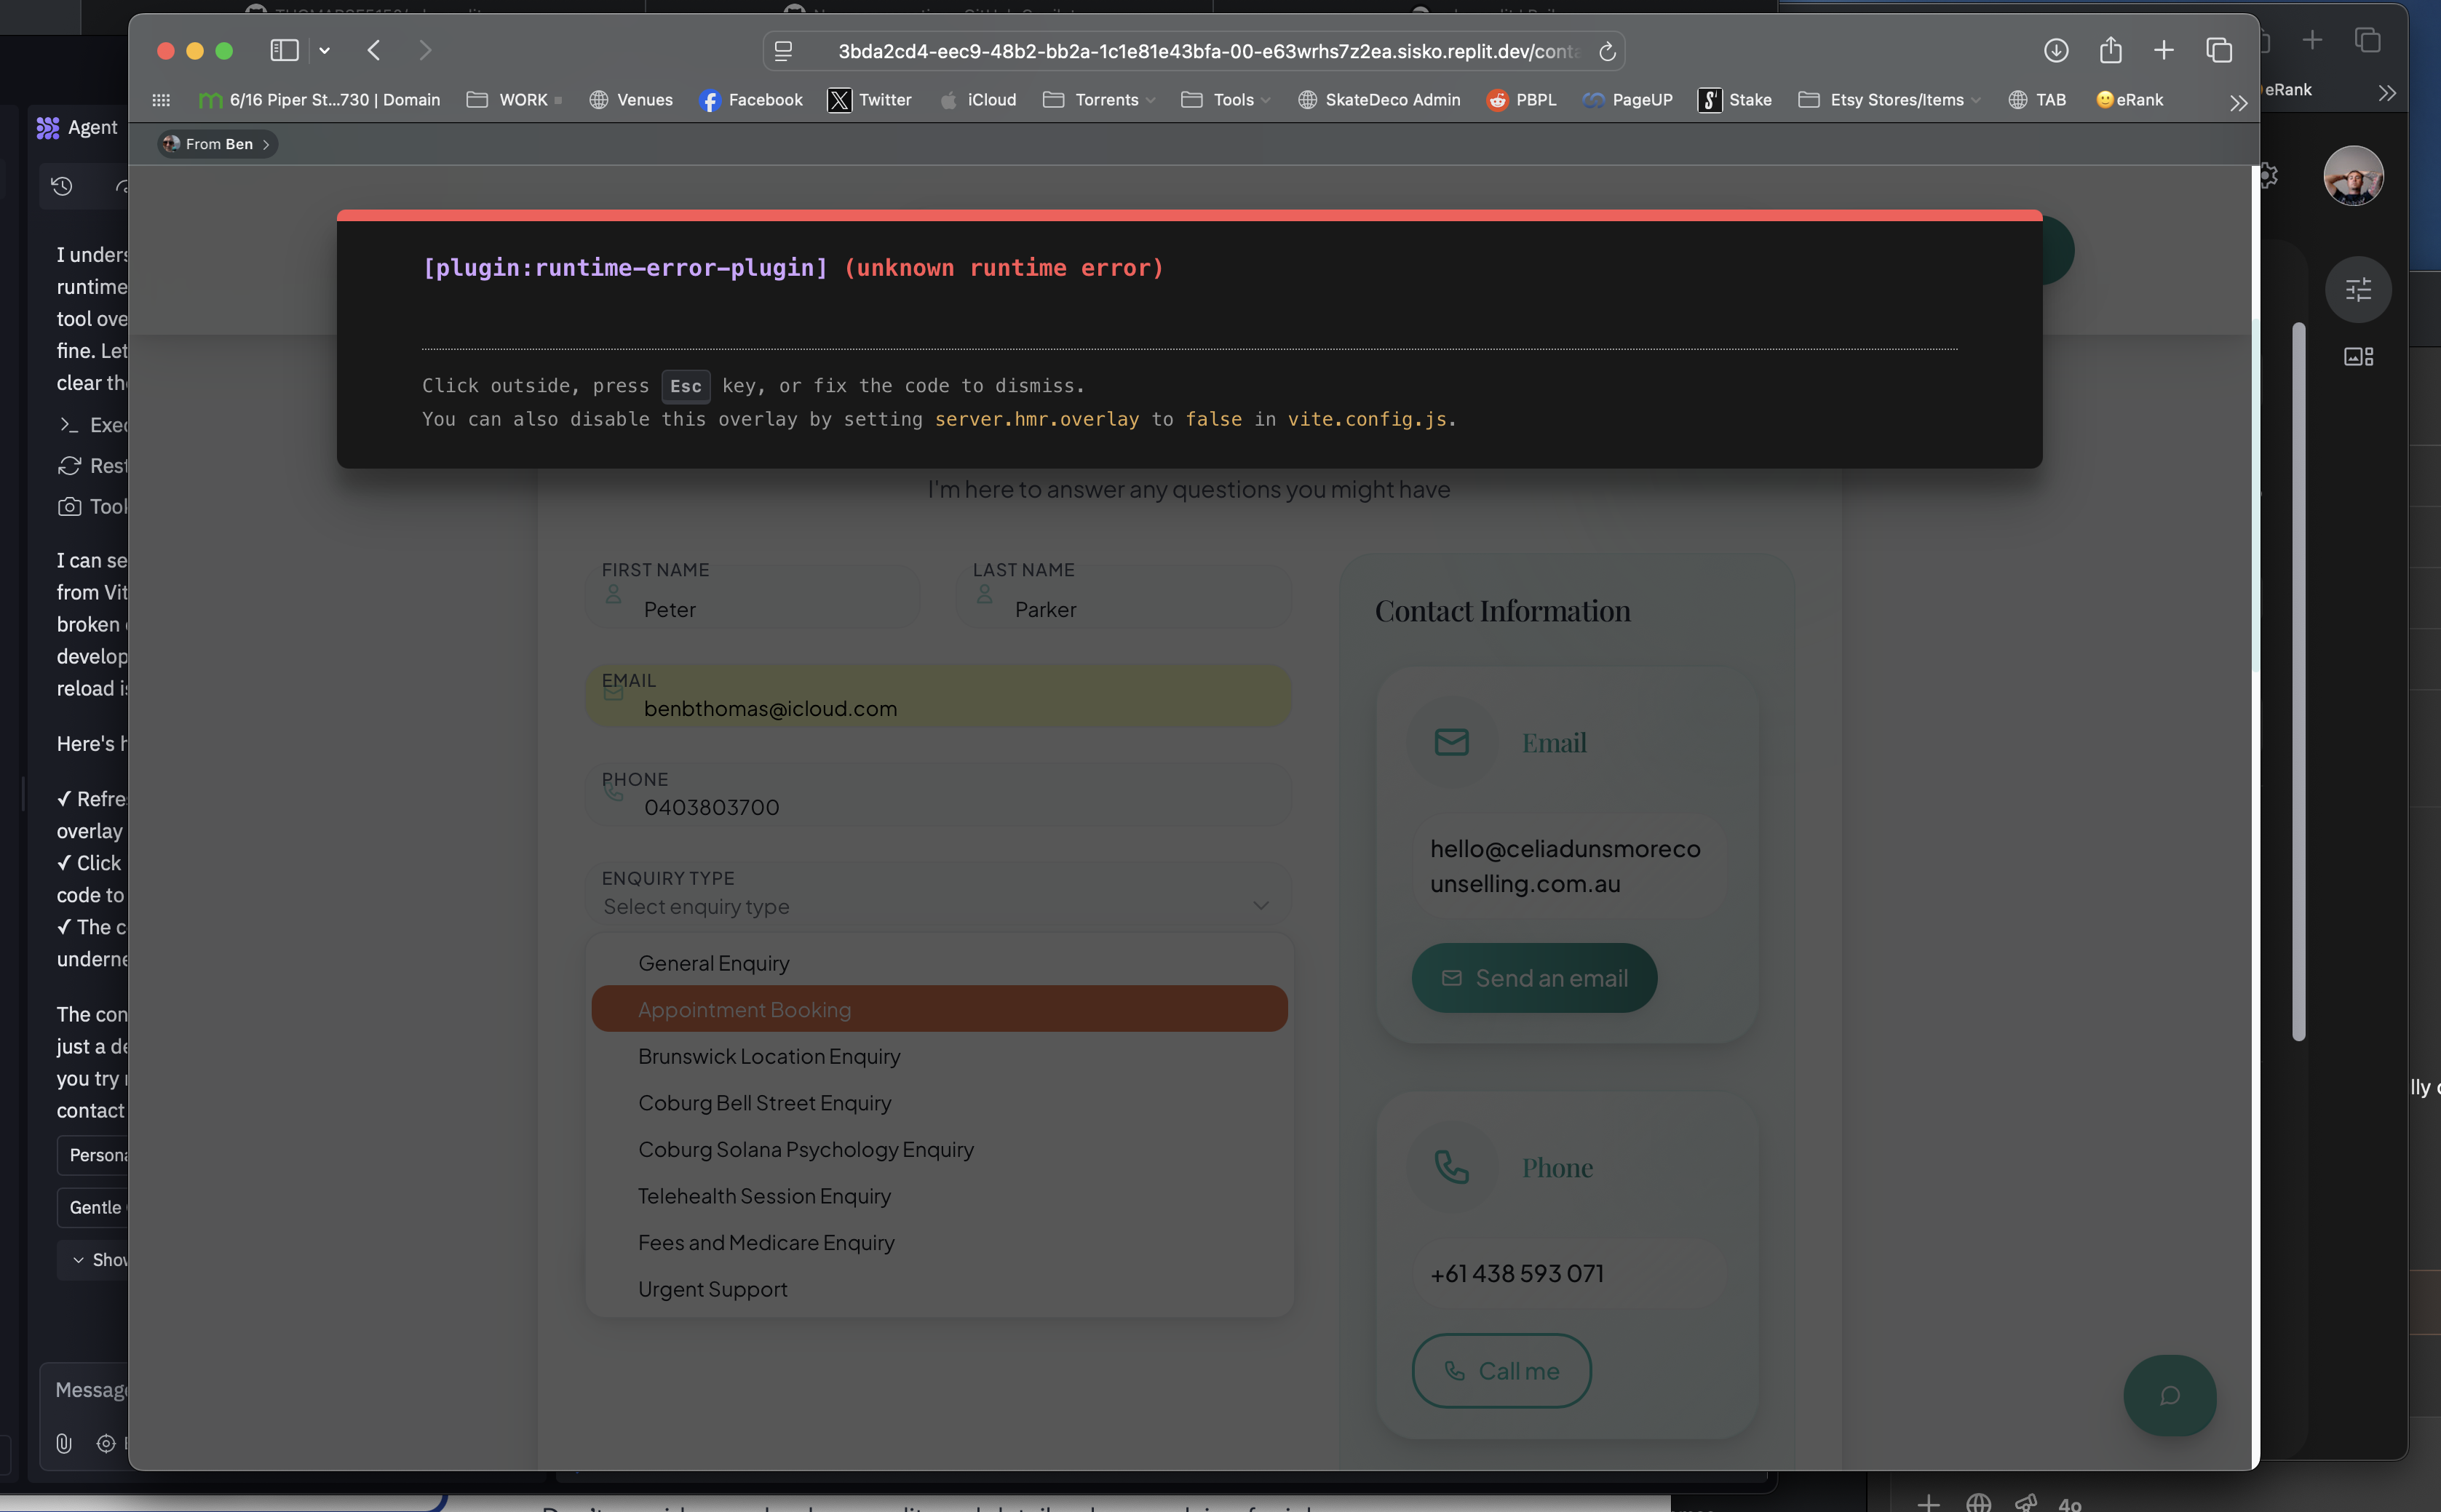 3bda2cd4-eec9-48b2-bb2a-1c1e81e43bfa-00-e63wrhs7z2ea.sisko.replit.dev/conta
6/16 Piper St...730 | Domain
WORK
Venues
Facebook
Twitter
iCloud
Torrents
Tools
SkateDeco Admin
PBPL
PageUP
Stake
Etsy Stores/Items
TAB
eRank
eRank
From Ben
Agent
I unders
runtime
tool ove
fine. Let
clear th
Exec
Rest
Took
I can se
from Vit
broken
develop
reload is
Here's h
✓ Refre
overlay
✓ Click
code to
✓ The c
underne
The con
just a de
you try
contact
Persona
Gentle
Show
Message
[plugin:runtime-error-plugin] (unknown runtime error)
Click outside, press Esc key, or fix the code to dismiss.
You can also disable this overlay by setting server.hmr.overlay to false in vite.config.js.
I'm here to answer any questions you might have
FIRST NAME
Peter
LAST NAME
Parker
EMAIL
benbthomas@icloud.com
PHONE
0403803700
ENQUIRY TYPE
Select enquiry type
General Enquiry
Appointment Booking
Brunswick Location Enquiry
Coburg Bell Street Enquiry
Coburg Solana Psychology Enquiry
Telehealth Session Enquiry
Fees and Medicare Enquiry
Urgent Support
Contact Information
Email
hello@celiadunsmoreco
unselling.com.au
Send an email
Phone
+61 438 593 071
Call me
lly
4o